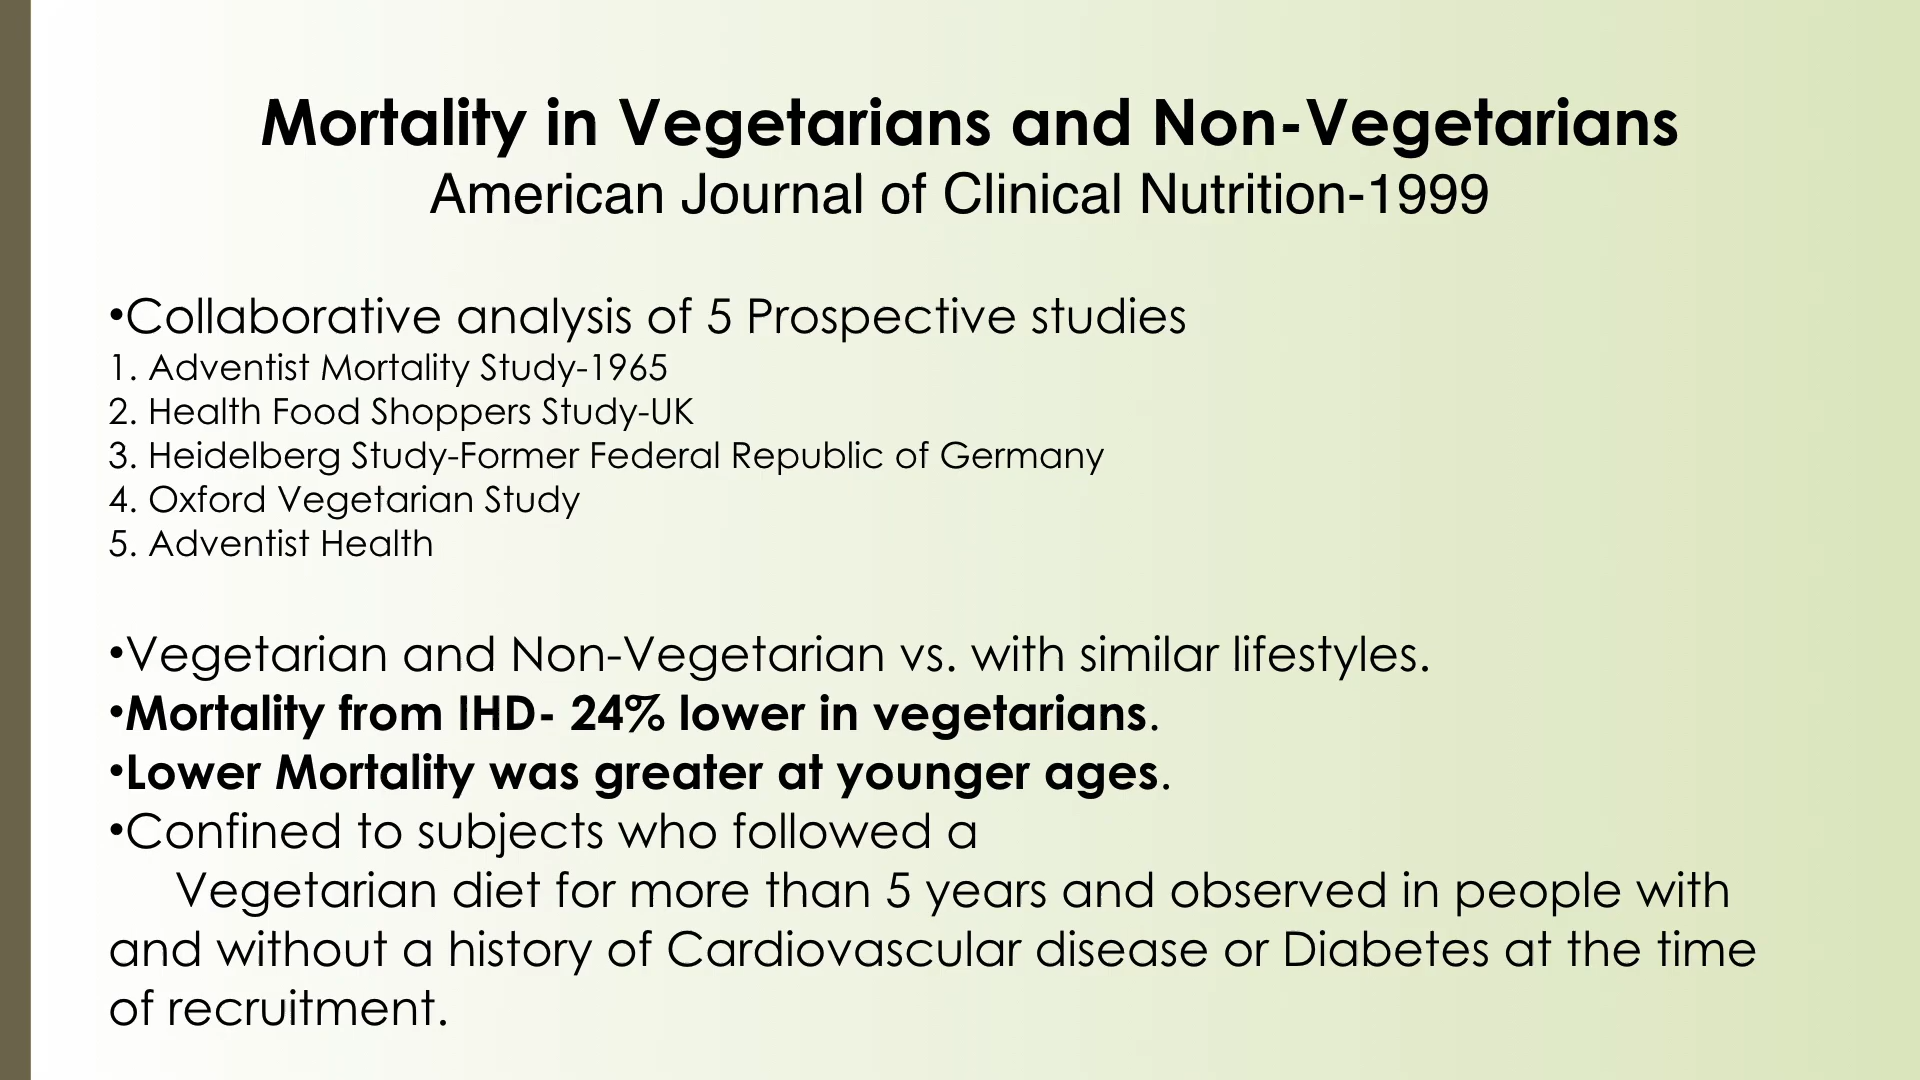 Mortality in Vegetarians and Non-Vegetarians
American Journal of Clinical Nutrition-1999
•Collaborative analysis of 5 Prospective studies
1. Adventist Mortality Study-1965
2. Health Food Shoppers Study-UK
3. Heidelberg Study-Former Federal Republic of Germany
4. Oxford Vegetarian Study
5. Adventist Health
•Vegetarian and Non-Vegetarian vs. with similar lifestyles.
•Mortality from IHD- 24% lower in vegetarians.
•Lower Mortality was greater at younger ages.
•Confined to subjects who followed a
Vegetarian diet for more than 5 years and observed in people with
and without a history of Cardiovascular disease or Diabetes at the time
of recruitment.